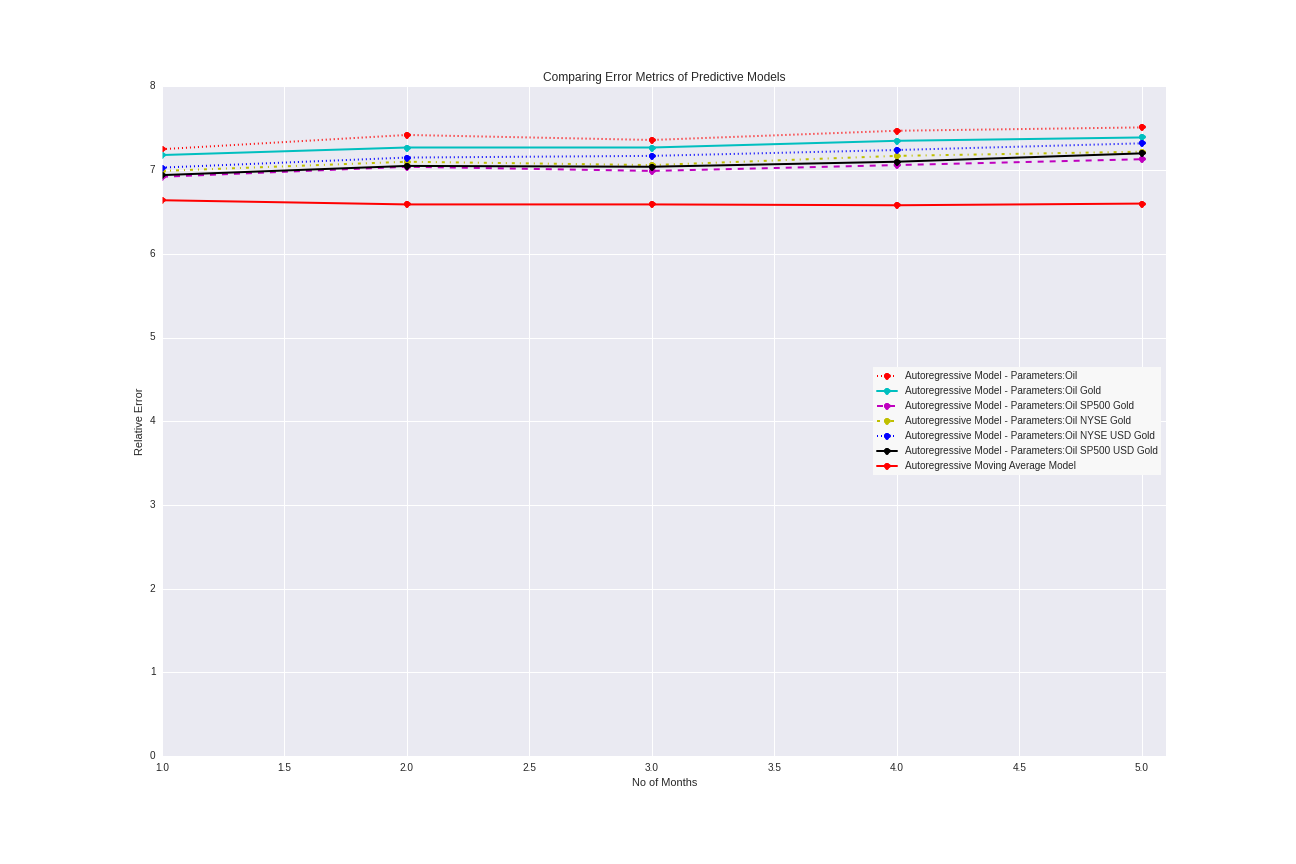 Comparing Error Metrics of Predictive Models
8
7
6
5
4
3
2
1
0
Relative Error
Autoregressive Model - Parameters:Oil
Autoregressive Model - Parameters:Oil Gold
Autoregressive Model - Parameters:Oil SP500 Gold
Autoregressive Model - Parameters:Oil NYSE Gold
Autoregressive Model - Parameters:Oil NYSE USD Gold
Autoregressive Model - Parameters:Oil SP500 USD Gold
Autoregressive Moving Average Model
1.0 1.5 2.0 2.5 3.0 3.5 4.0 4.5 5.0
No of Months